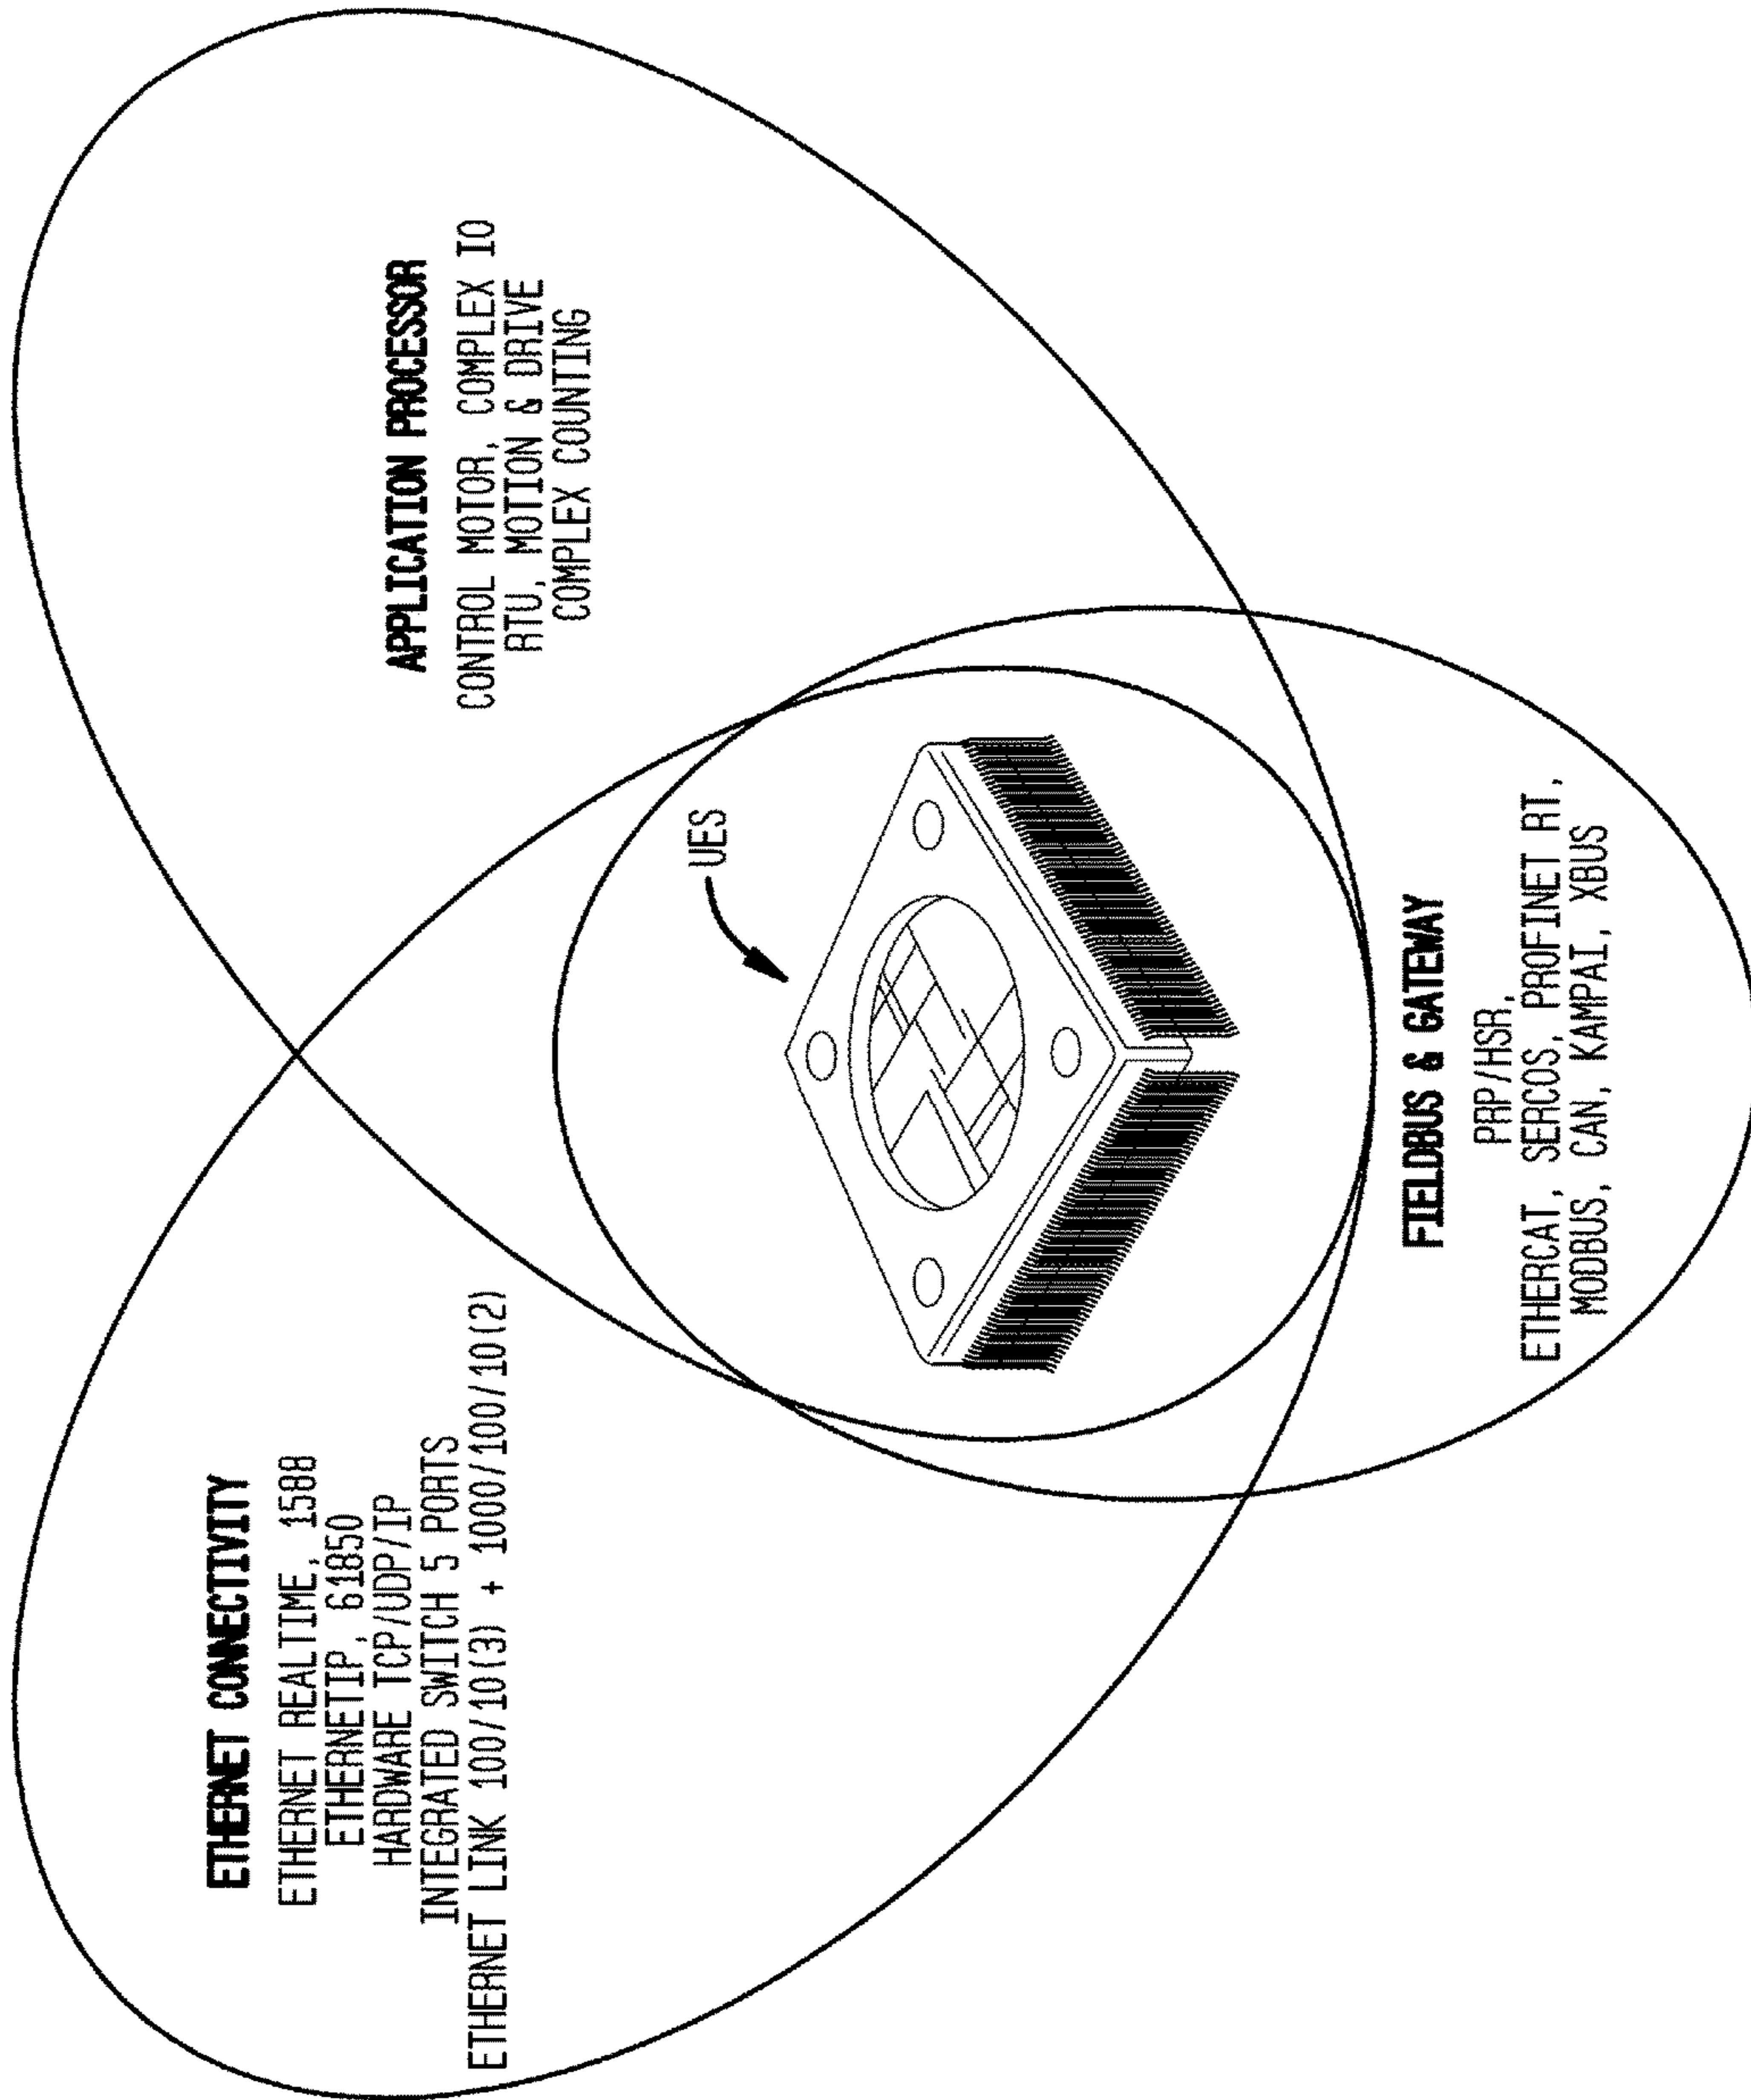 ETHERNET CONECTIVITY
ETHERNET REALTIME, 1588
ETHERNETIP, 61850
HARDWARE TCP/UDP/IP
INTEGRATED SWITCH 5 PORTS
ETHERNET LINK 100/10(3) + 1000/100/10(2)
APPLICATION PROCESSOR
CONTROL MOTOR, COMPLEX IO
RTU, MOTION & DRIVE
COMPLEX COUNTING
UES
FIELDBUS & GATEWAY
PRP/HSR,
ETHERCAT, SERCOS, PROFINET RT,
MODBUS, CAN, KAMPAI, XBUS